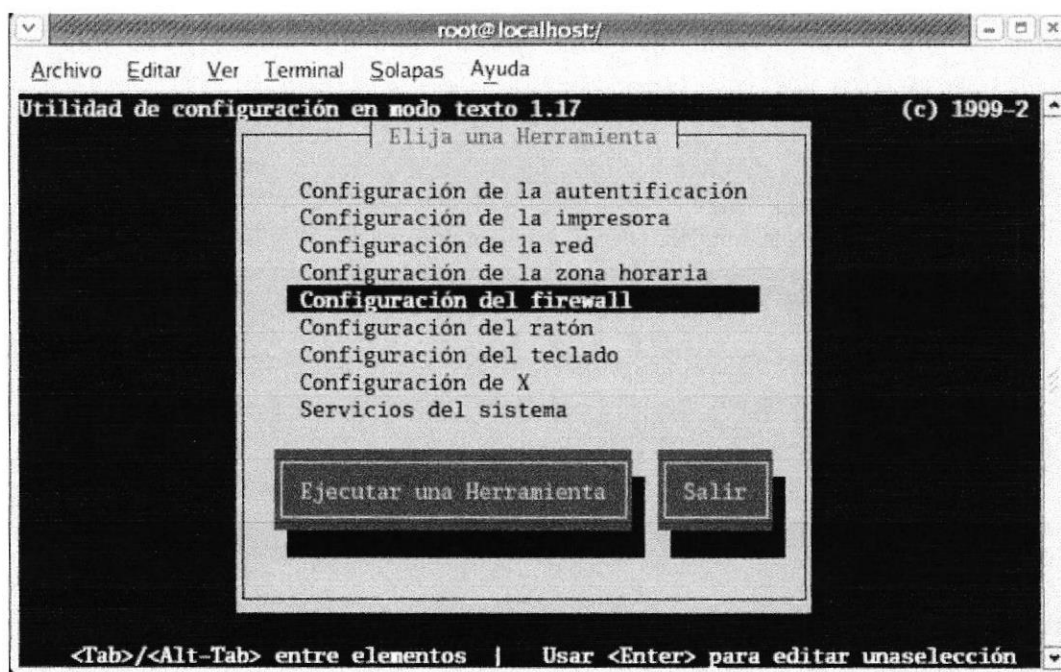 root@localhost:/
Archivo Editar Ver Terminal Solapas Ayuda
Utilidad de configuración en modo texto 1.17 (c) 1999-2
Elija una Herramienta
Configuración de la autentificación
Configuración de la impresora
Configuración de la red
Configuración de la zona horaria
Configuración del firewall
Configuración del ratón
Configuración del teclado
Configuración de X
Servicios del sistema
Ejecutar una Herramienta Salir
<Tab>/<Alt-Tab> entre elementos | Usar <Enter> para editar unaselección